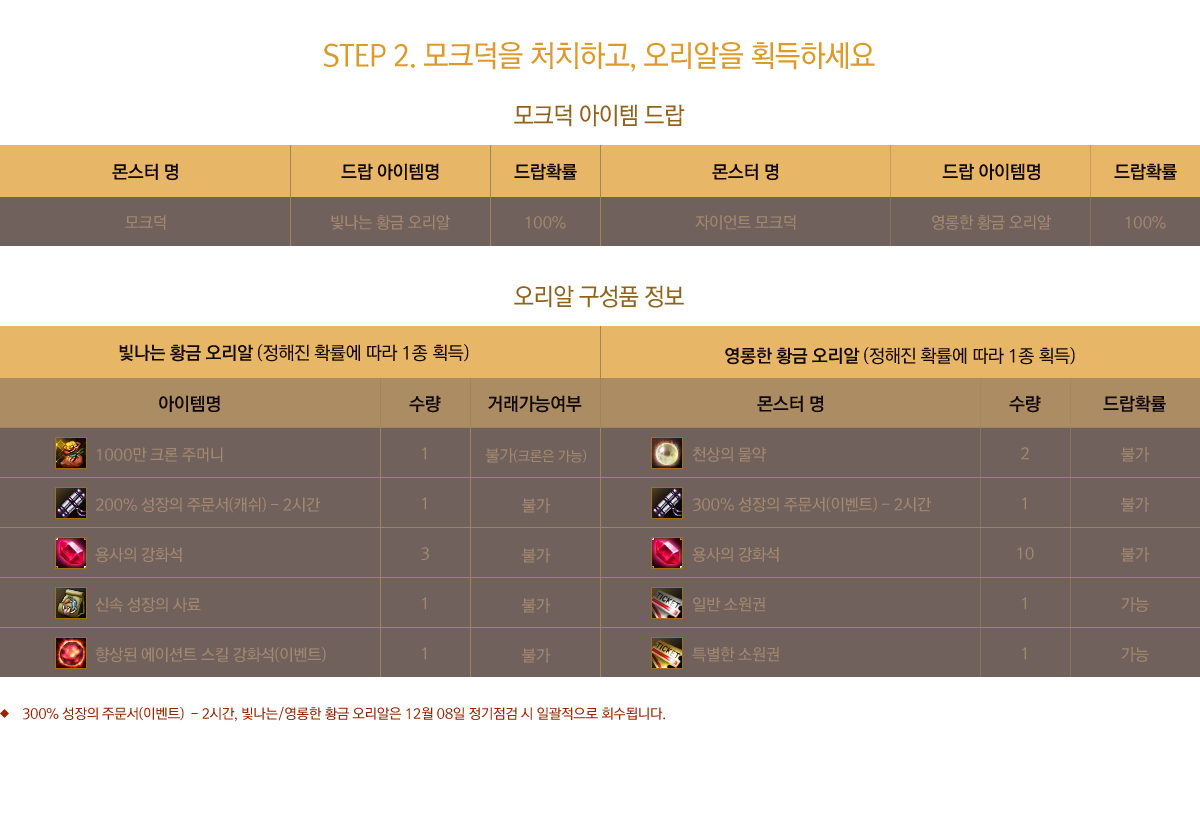 STEP 2. 모크덕을 처치하고, 오리알을 획득하세요
모크덕 아이템 드랍
몬스터 명 드랍 아이템명 드랍확률 몬스터 명 드랍 아이템명 드랍확률
모크덕 빛나는 황금 오리알 100% 자이언트 모크덕 영롱한 황금 오리알 100%
오리알 구성품 정보
빛나는 황금 오리알 (정해진 확률에 따라 1종 획득) 영롱한 황금 오리알 (정해진 확률에 따라 1종 획득)
아이템명 수량 거래가능여부 몬스터 명 수량 드랍확률
1000만 크론 주머니 1 불가(크론은 가능) 천상의 물약 2 불가
200% 성장의 주문서(캐쉬) - 2시간 1 불가 300% 성장의 주문서(이벤트) - 2시간 1 불가
용사의 강화석 3 불가 용사의 강화석 10 불가
신속 성장의 사료 1 불가 TICKET 일반 소원권 1 가능
향상된 에이션트 스킬 강화석(이벤트) 1 불가 TICKET 특별한 소원권 1 가능
◆ 300% 성장의 주문서(이벤트) - 2시간, 빛나는/영롱한 황금 오리알은 12월 08일 정기점검 시 일괄적으로 회수됩니다.